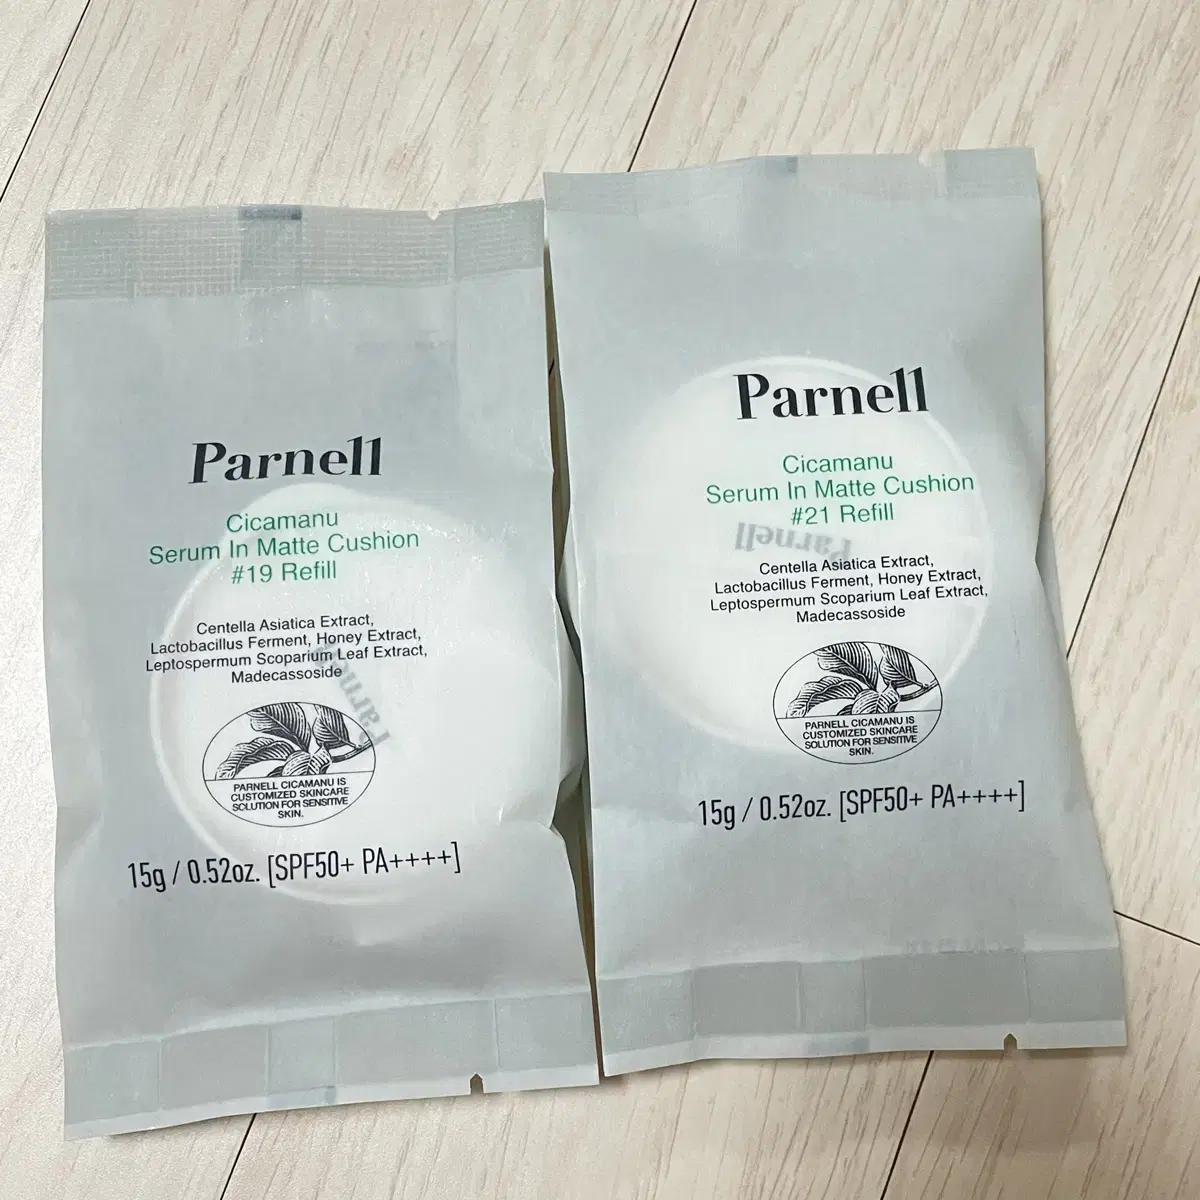 Parnell
Cicamanu
Serum In Matte Cushion
#19 Refill
Centella Asiatica Extract,
Lactobacillus Ferment, Honey Extract,
Leptospermum Scoparium Leaf Extract,
Madecassoside
Parnell
PARNELL CICAMANU IS
CUSTOMIZED SKINCARE
SOLUTION FOR SENSITIVE
SKIN.
15g / 0.52oz. [SPF50+ PA++++]
Parnell
Cicamanu
Serum In Matte Cushion
#21 Refill
Parnell
Centella Asiatica Extract,
Lactobacillus Ferment, Honey Extract,
Leptospermum Scoparium Leaf Extract,
Madecassoside
PARNELL CICAMANU IS
CUSTOMIZED SKINCARE
SOLUTION FOR SENSITIVE
SKIN.
15g / 0.52oz. [SPF50+ PA++++]